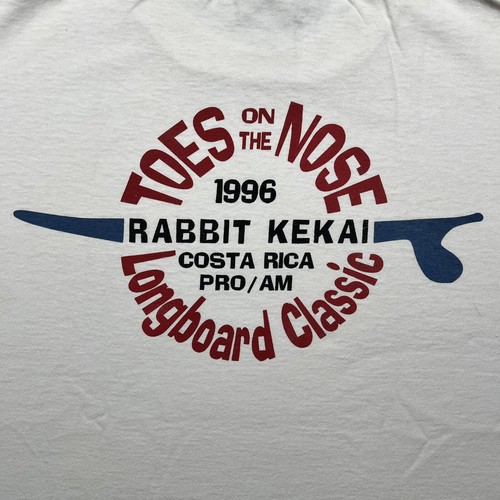 TOES ON THE NOSE
1996
RABBIT KEKAI
COSTA RICA
PRO/AM
Longboard Classic